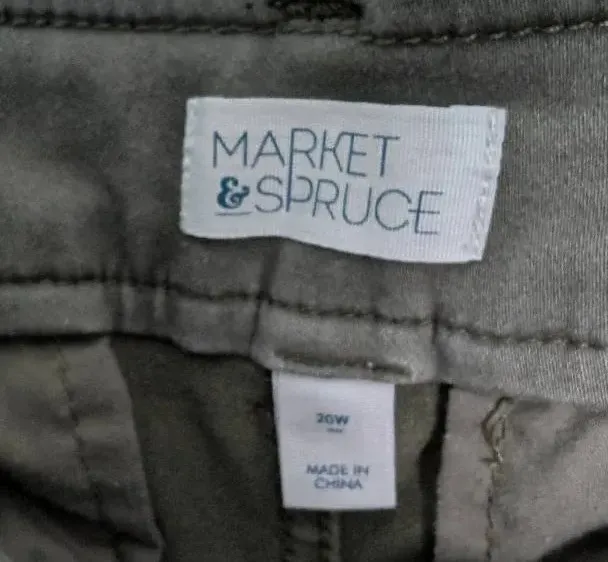 MARKET
& SPRUCE
20W
MADE IN
CHINA